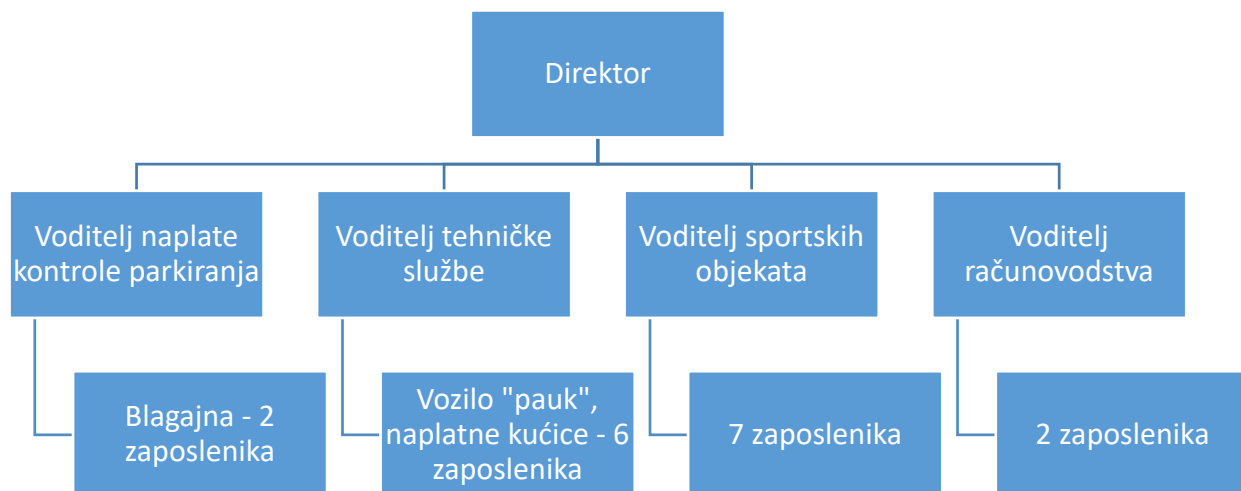 Direktor
Voditelj naplate
kontrole parkiranja
Voditelj tehničke
službe
Voditelj sportskih
objekata
Voditelj
računovodstva
Blagajna - 2
zaposlenika
Vozilo "pauk",
naplatne kućice - 6
zaposlenika
7 zaposlenika
2 zaposlenika